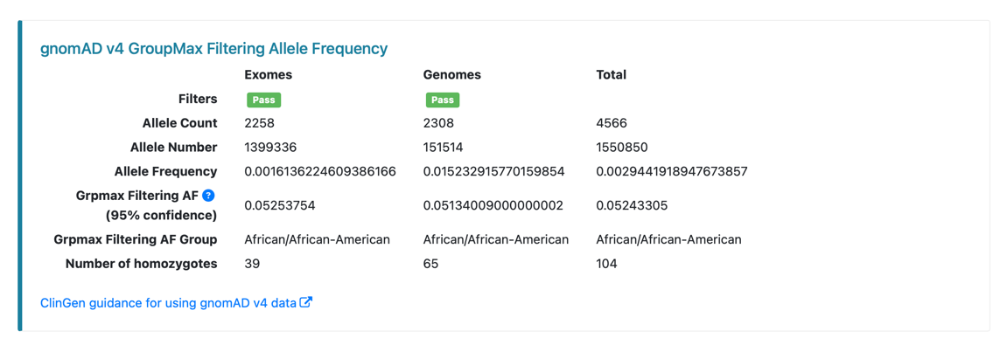 gnomAD v4 GroupMax Filtering Allele Frequency
Exomes Genomes Total
Filters Pass Pass
Allele Count 2258 2308 4566
Allele Number 1399336 151514 1550850
Allele Frequency 0.0016136224609386166 0.015232915770159854 0.0029441918947673857
Grpmax Filtering AF ?
(95% confidence) 0.05253754 0.05134009000000002 0.05243305
Grpmax Filtering AF Group African/African-American African/African-American African/African-American
Number of homozygotes 39 65 104
ClinGen guidance for using gnomAD v4 data